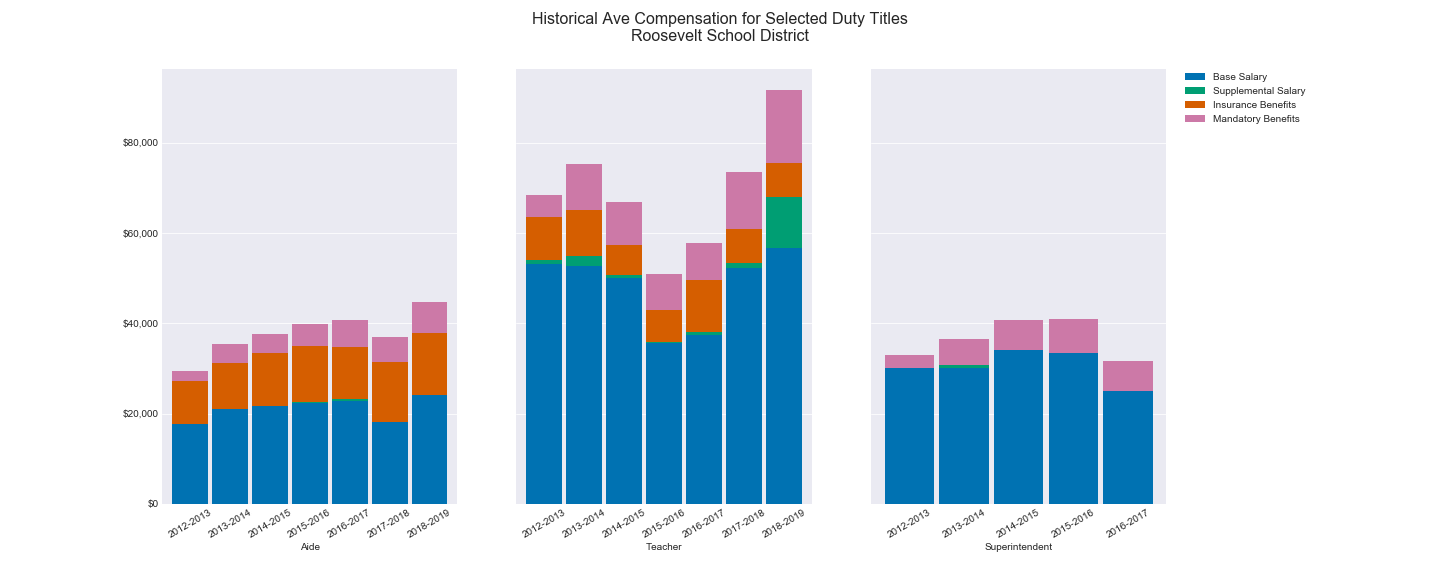 Historical Ave Compensation for Selected Duty Titles
Roosevelt School District
Base Salary
Supplemental Salary
Insurance Benefits
Mandatory Benefits
$80,000
$60,000
$40,000
$20,000
$0
2012-2013
2013-2014
2014-2015
2015-2016
2016-2017
2017-2018
2018-2019
Aide
2012-2013
2013-2014
2014-2015
2015-2016
2016-2017
2017-2018
2018-2019
Teacher
2012-2013
2013-2014
2014-2015
2015-2016
2016-2017
Superintendent